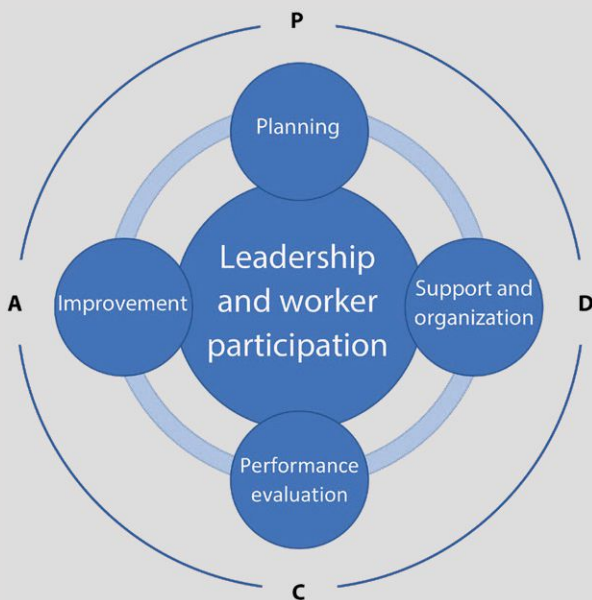 P
Planning
Leadership
and worker
participation
A
Improvement
Support and
organization
D
Performance
evaluation
C